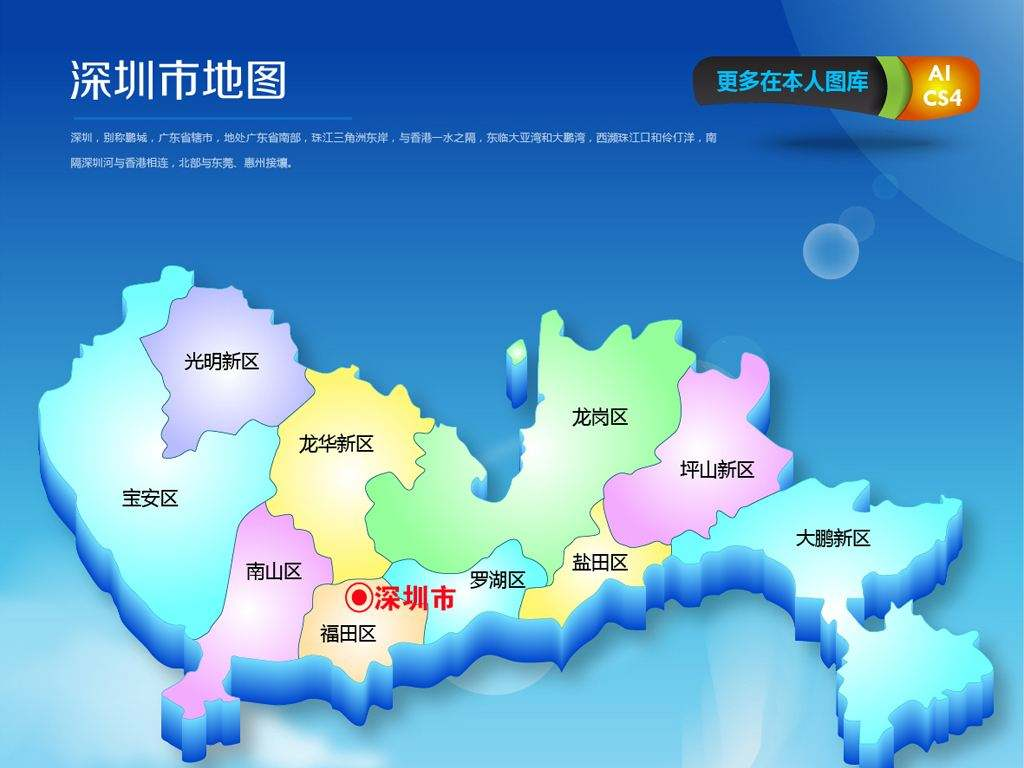 深圳市地图
更多在本人图库
AI
CS4
深圳，别称鹏城，广东省辖市，地处广东省南部，珠江三角洲东岸，与香港一水之隔，东临大亚湾和大鹏湾，西濒珠江口和伶仃洋，南
隔深圳河与香港相连，北部与东莞、惠州接壤。
光明新区
龙华新区
龙岗区
坪山新区
宝安区
大鹏新区
南山区
罗湖区
盐田区
深圳市
福田区